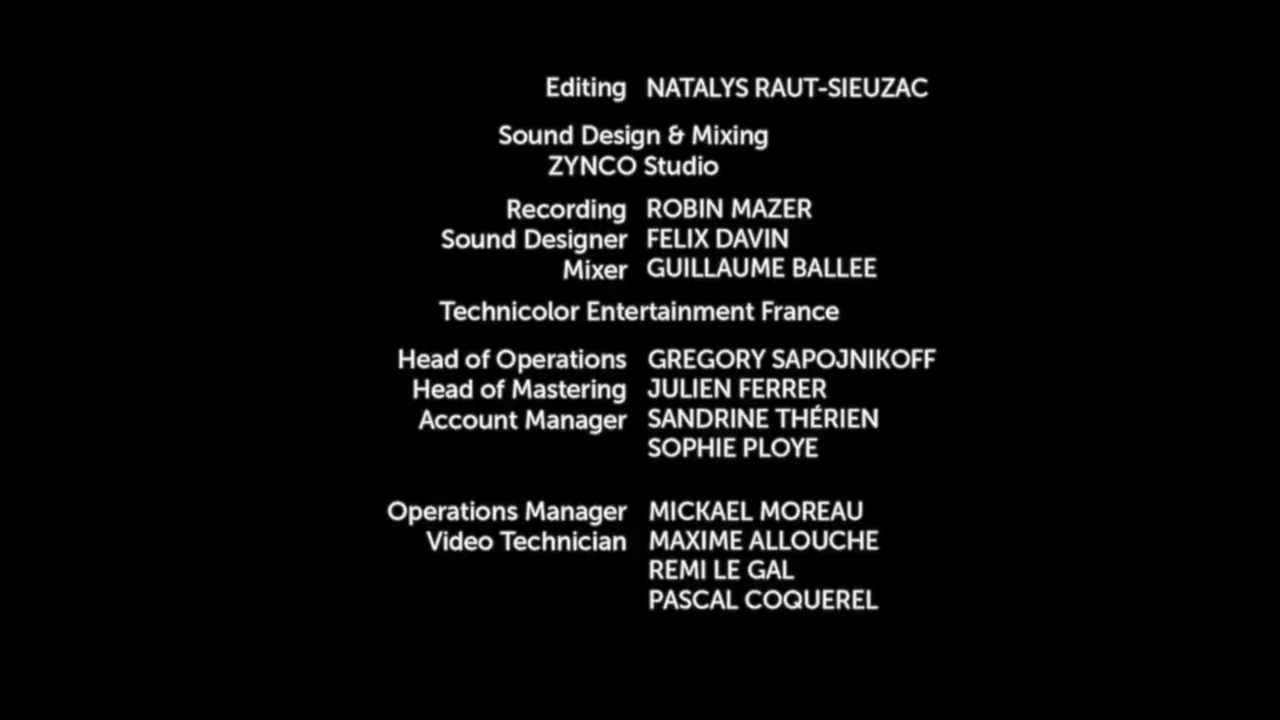 Editing NATALYS RAUT-SIEUZAC
Sound Design & Mixing
ZYNCO Studio
Recording ROBIN MAZER
Sound Designer FELIX DAVIN
Mixer GUILLAUME BALLEE
Technicolor Entertainment France
Head of Operations GREGORY SAPOJNIKOFF
Head of Mastering JULIEN FERRER
Account Manager SANDRINE THÉRIEN
SOPHIE PLOYE
Operations Manager MICKAEL MOREAU
Video Technician MAXIME ALLOUCHE
REMI LE GAL
PASCAL COQUEREL